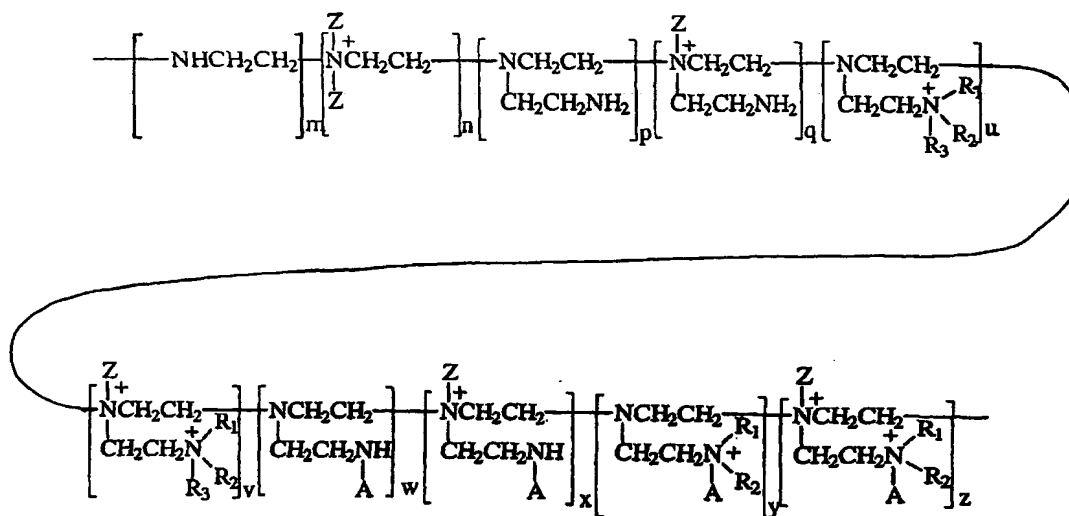 Z Z
NHCH₂CH₂ N⁺CH₂CH₂ NCH₂CH₂ N⁺CH₂CH₂ NCH₂CH₂
Z CH₂CH₂NH₂ CH₂CH₂NH₂ CH₂CH₂N⁺ R₁
m n p q R₃ R₂ u
Z Z Z
N⁺CH₂CH₂ NCH₂CH₂ N⁺CH₂CH₂ NCH₂CH₂ N⁺CH₂CH₂
CH₂CH₂N⁺ R₁ CH₂CH₂NH CH₂CH₂NH CH₂CH₂N⁺ R₁ CH₂CH₂N⁺ R₁
R₃ R₂ v A w A x A R₂ y A R₂ z